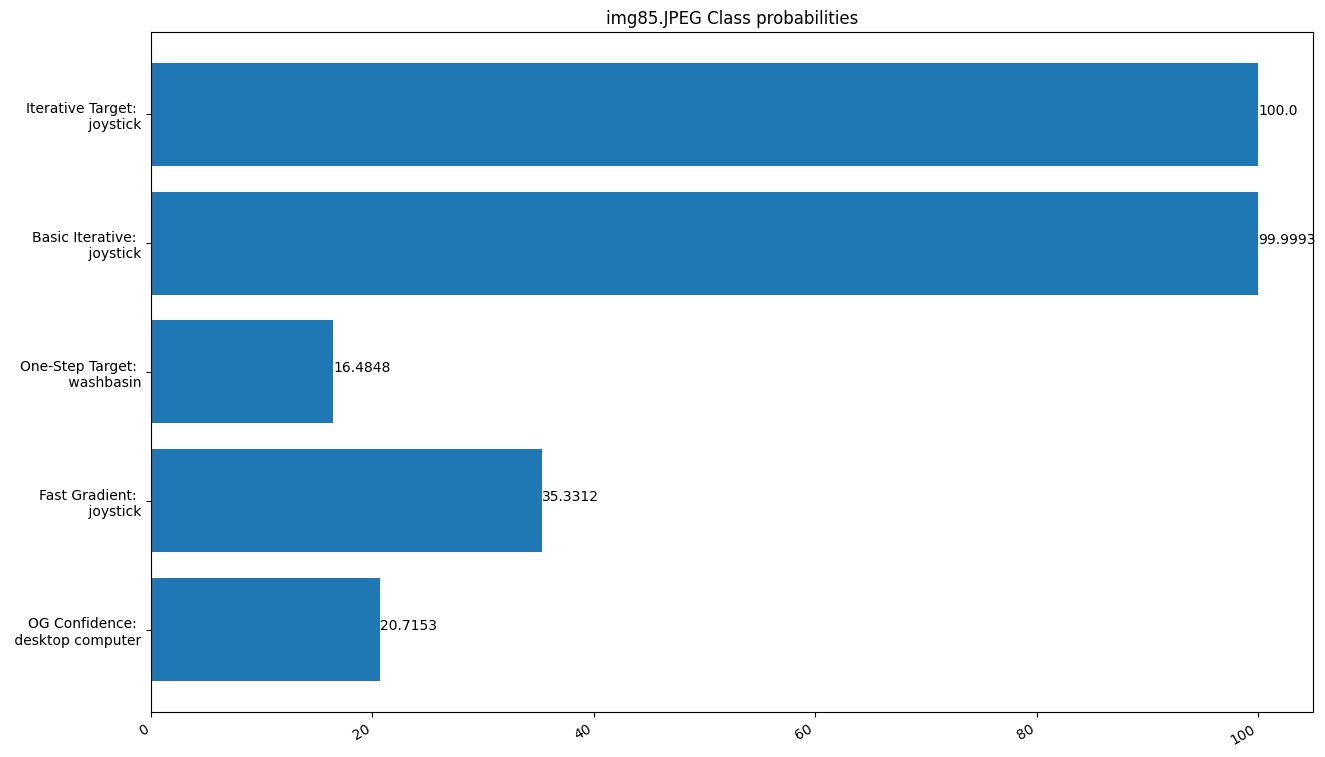 img85.JPEG Class probabilities
Iterative Target:
joystick
100.0
Basic Iterative:
joystick
99.9993
One-Step Target:
washbasin
16.4848
Fast Gradient:
joystick
35.3312
OG Confidence:
desktop computer
20.7153
0 20 40 60 80 100